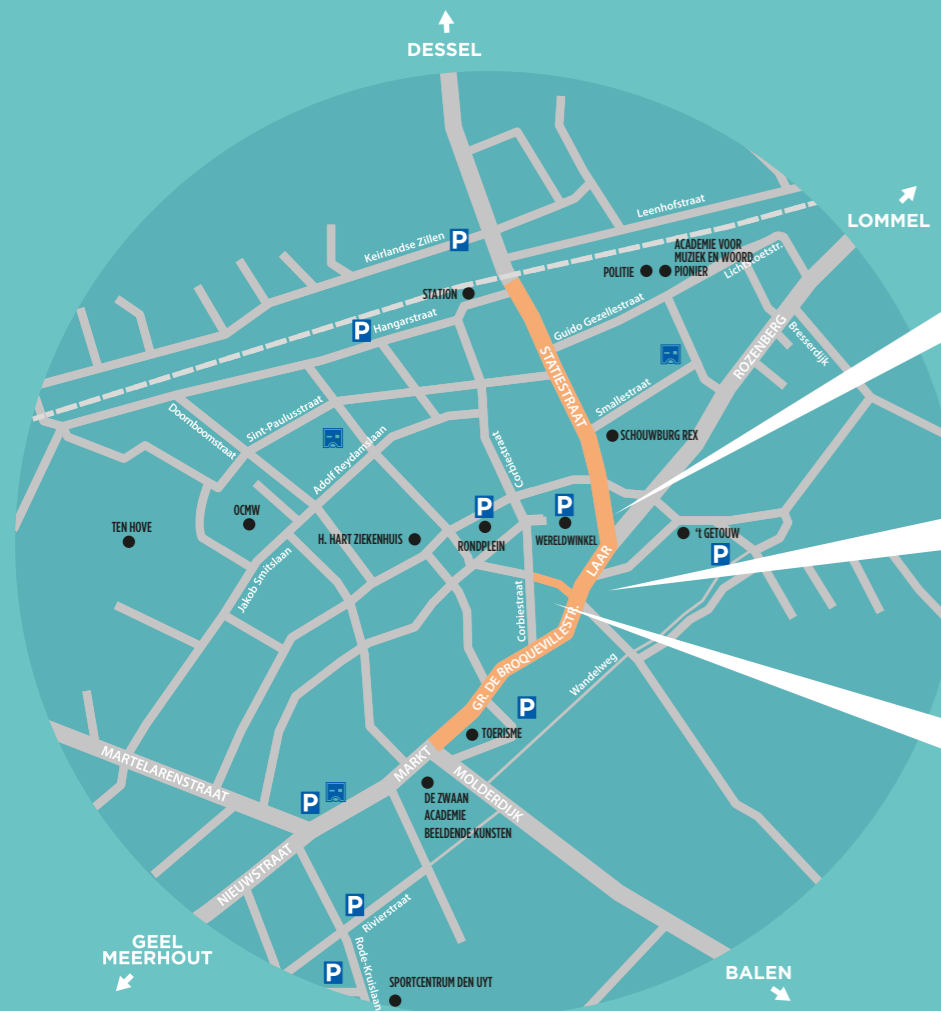 DESSEL
LOMMEL
Leenhofstraat
Keirlandse Zillen
P
ACADEMIE VOOR
MUZIEK EN WOORD
PIONIER
POLITIE
Lichtvoetstr.
STATION
Hangarstraat
P
Guido Gezellestraat
ROZENBERG
Bresserdijk
STATIESTRAAT
Smallestraat
SCHOUWBURG REX
Doornboomstraat
Sint-Paulusstraat
Adolf Reydamslaan
Corbiestraat
OCMW
TEN HOVE
H. HART ZIEKENHUIS
P
RONDPLEIN
P
WERELDWINKEL
't GETOUW
P
LAAR
Jakob Smitslaan
Corbiestraat
GR. DE BROQUEVILLESTR.
Wandelweg
P
TOERISME
MARKT
MOLDERDIJK
MARTELARENSTRAAT
P
DE ZWAAN
ACADEMIE
BEELDENDE KUNSTEN
NIEUWSTRAAT
P
Rivierstraat
Rode-Kruislaan
P
SPORTCENTRUM DEN UYT
GEEL
MEERHOUT
BALEN